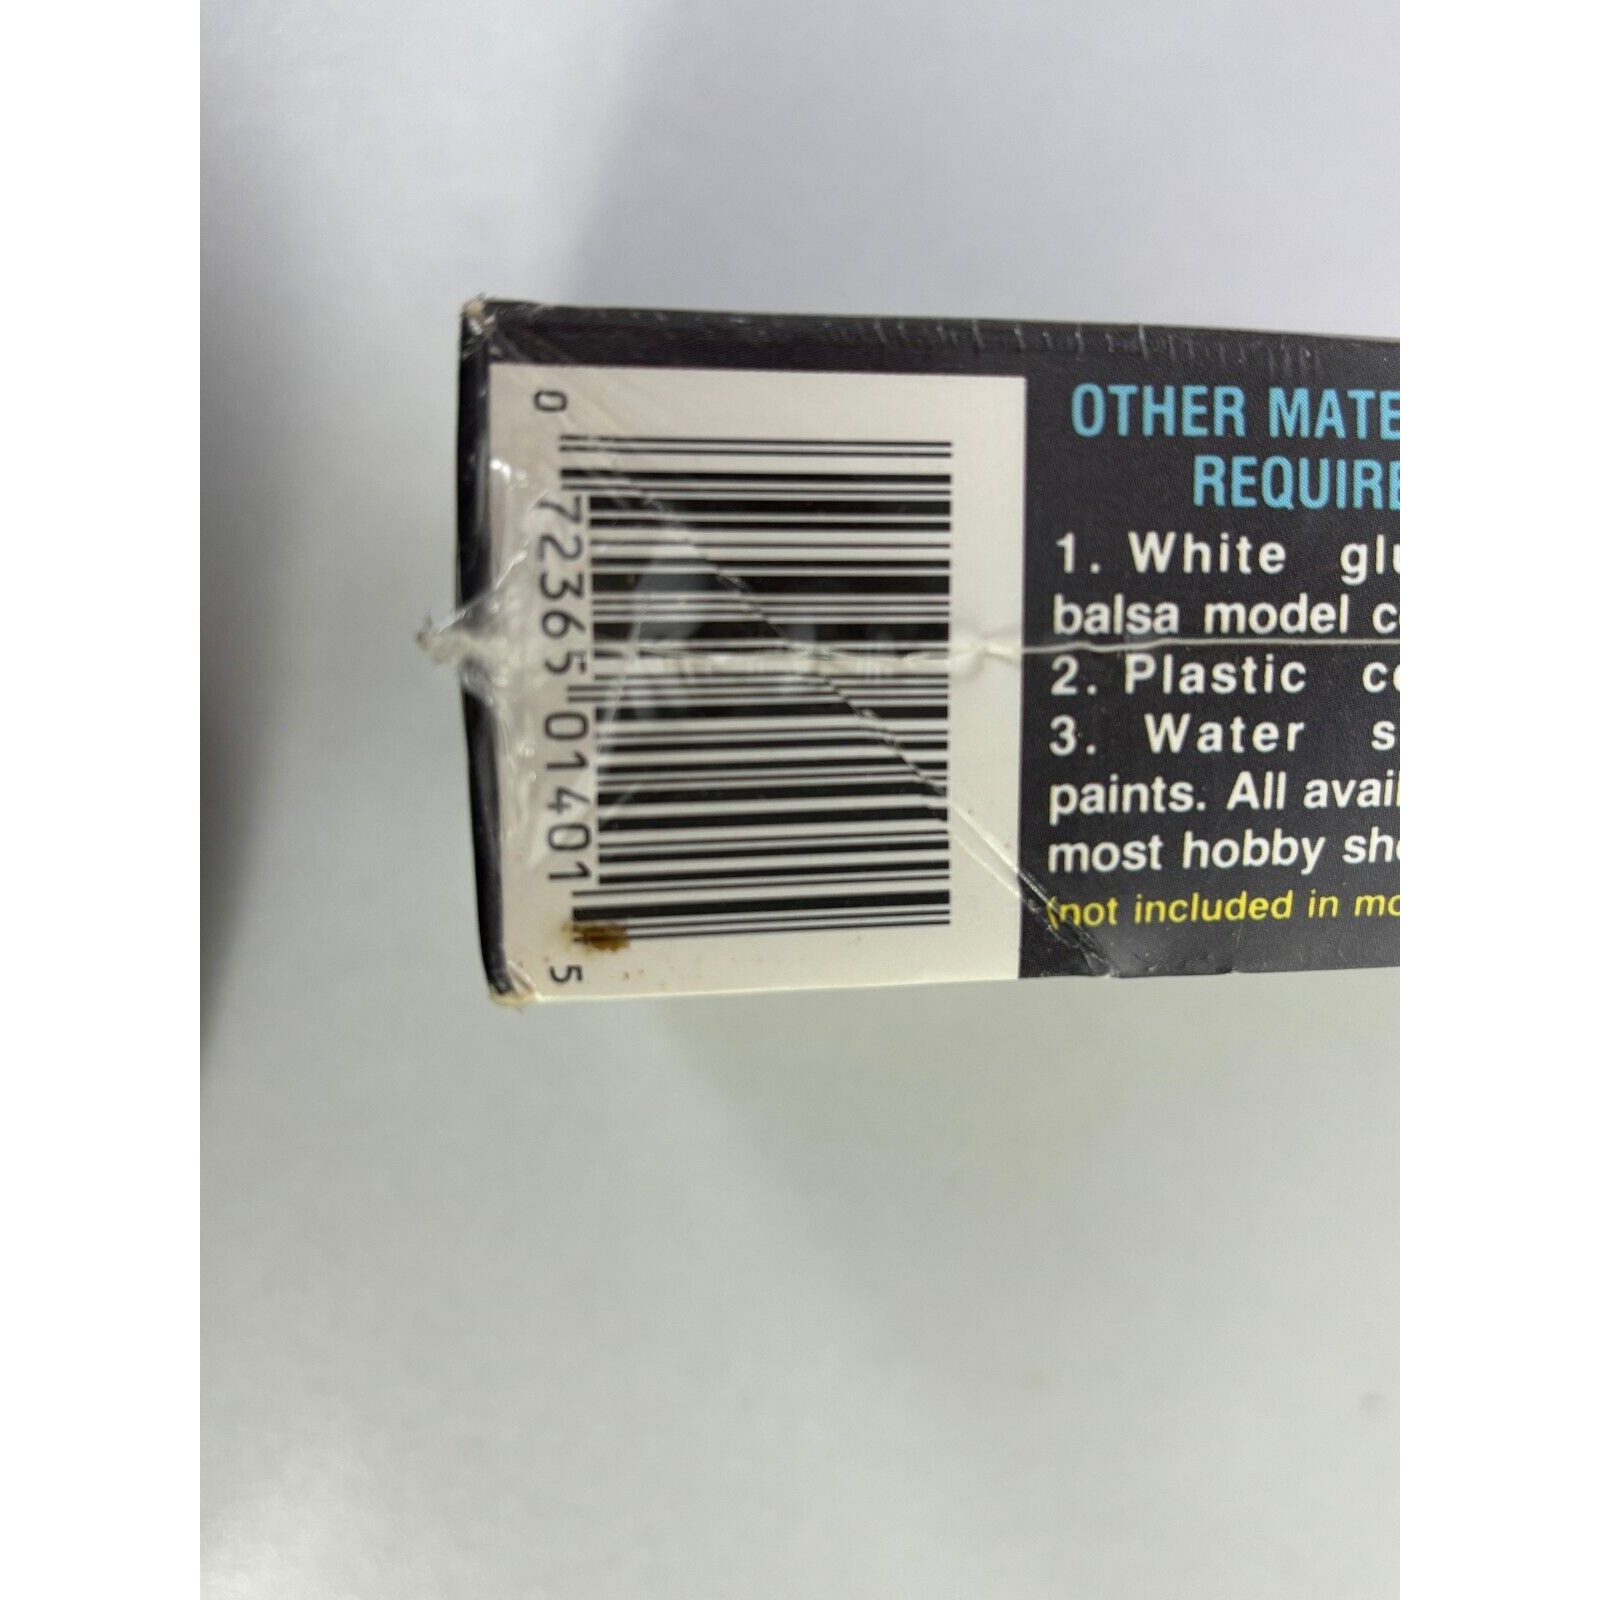 0 72365 01401 5
OTHER MATE
REQUIRE
1. White gl
balsa model c
2. Plastic c
3. Water s
paints. All avai
most hobby sh
(not included in mo